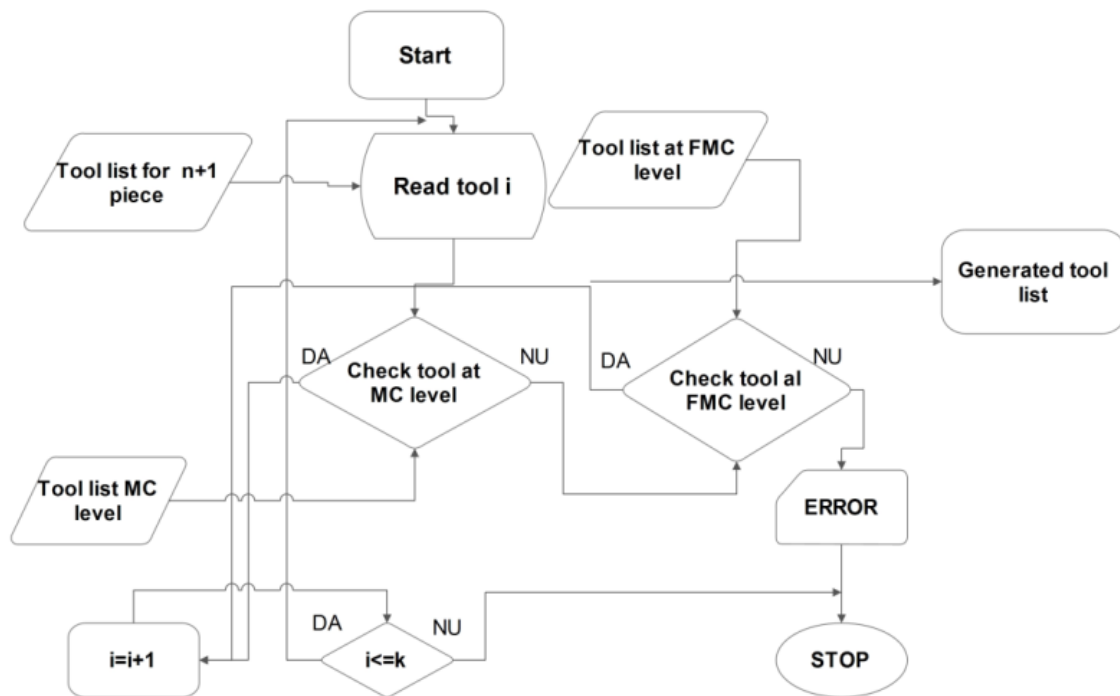 Start
Tool list for n+1
piece
Read tool i
Tool list at FMC
level
Generated tool
list
DA
Check tool at
MC level
NU
DA
Check tool al
FMC level
NU
Tool list MC
level
ERROR
i=i+1
DA
i<=k
NU
STOP